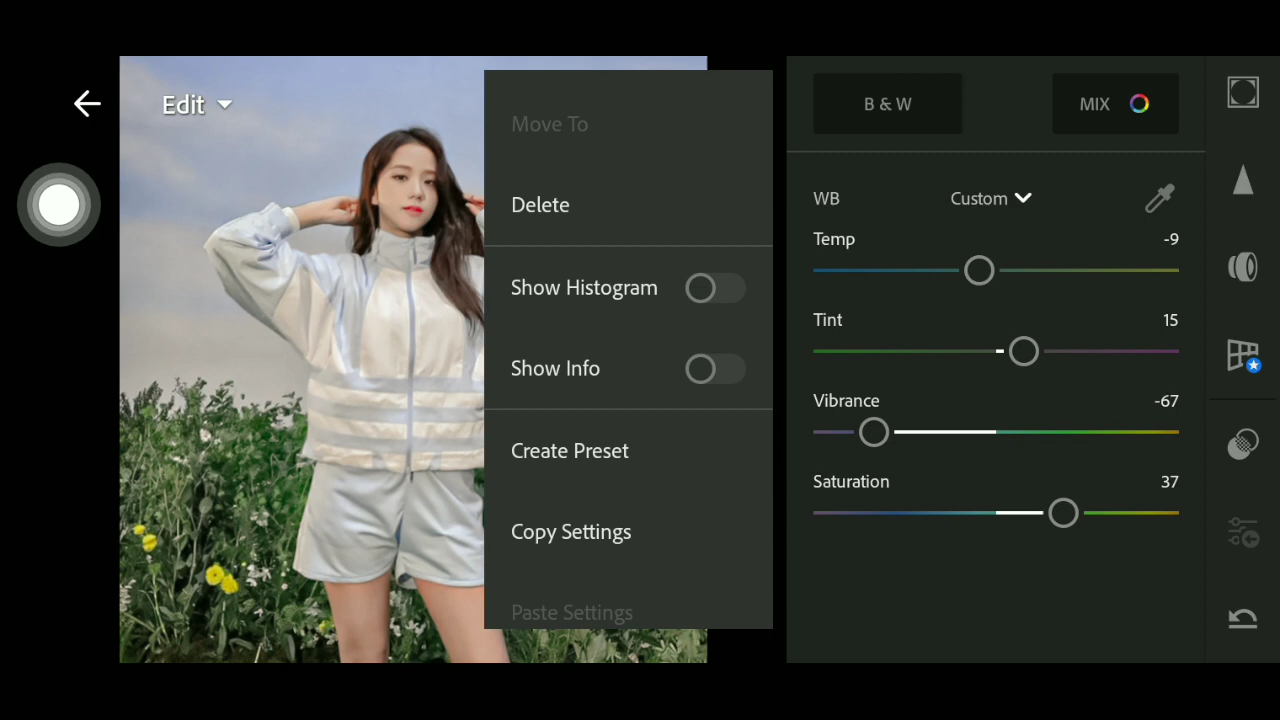 Edit
Move To
Delete
Show Histogram
Show Info
Create Preset
Copy Settings
Paste Settings
B & W
MIX
WB
Custom
Temp
-9
Tint
15
Vibrance
-67
Saturation
37